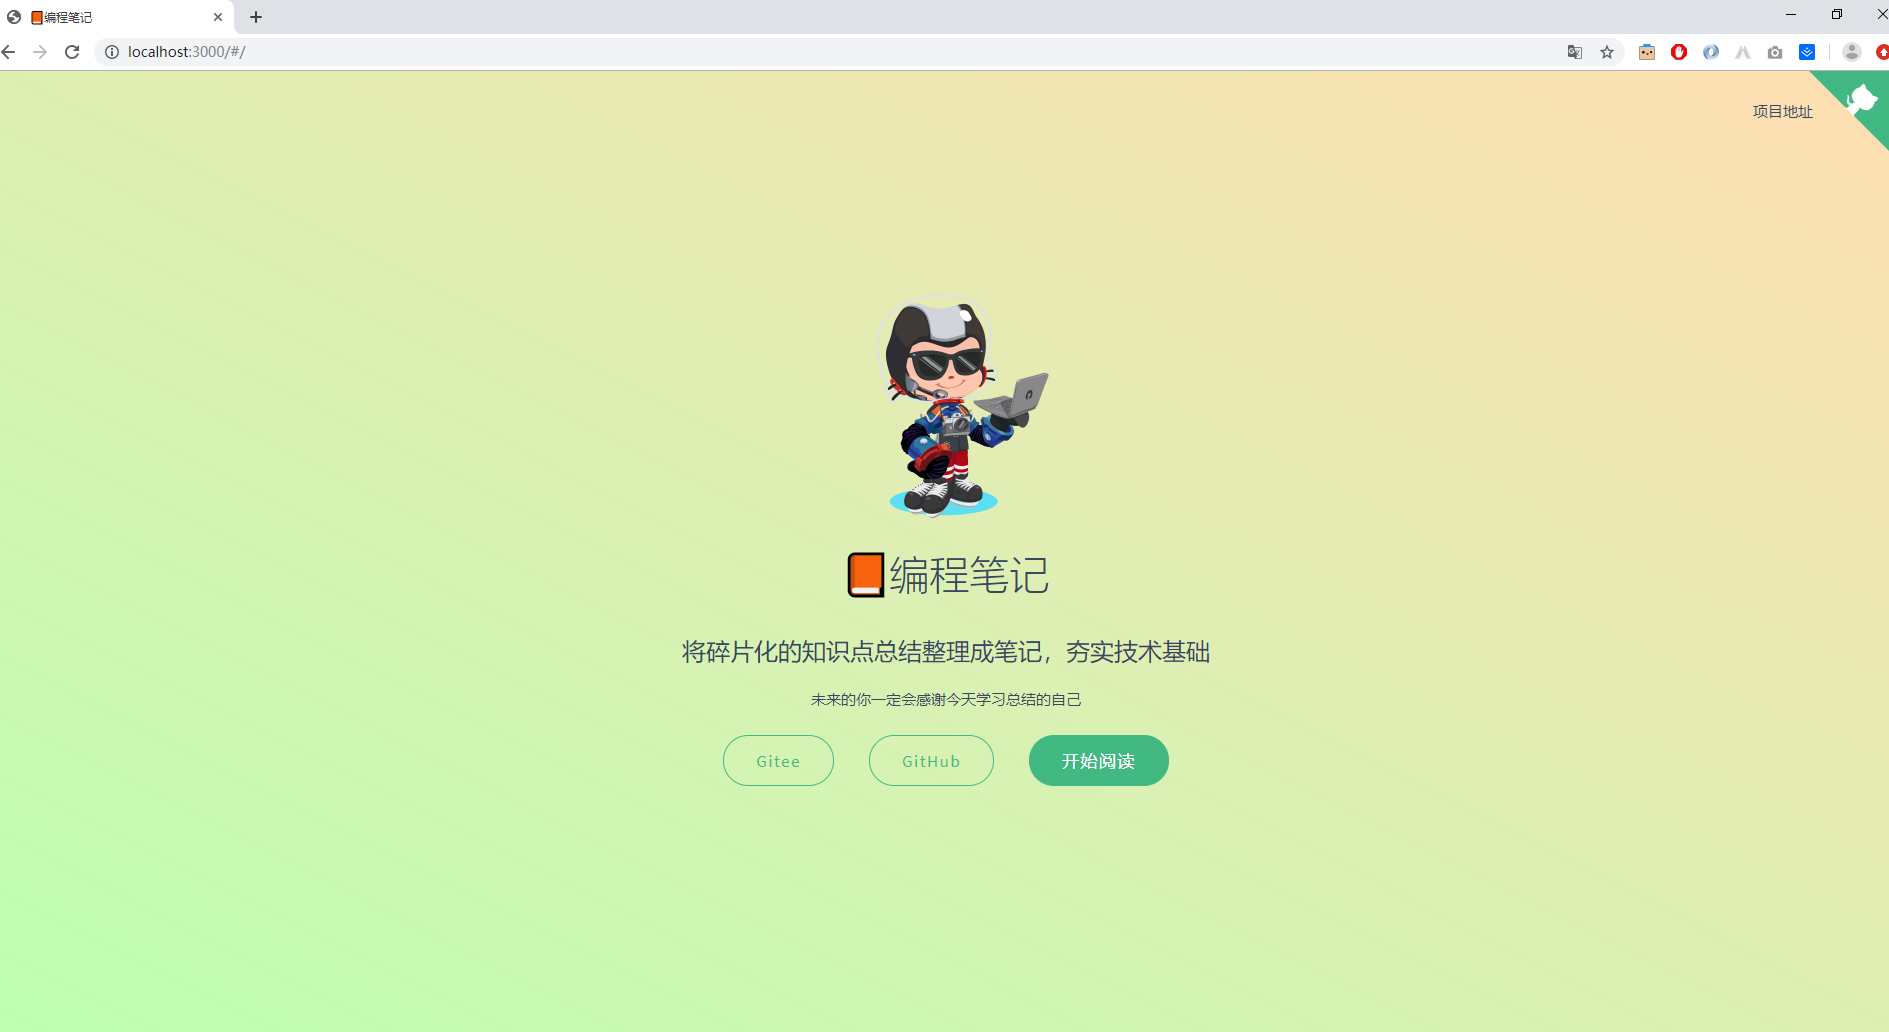 📙编程笔记
localhost:3000/#/
项目地址
📙编程笔记
将碎片化的知识点总结整理成笔记，夯实技术基础
未来的你一定会感谢今天学习总结的自己
Gitee
GitHub
开始阅读